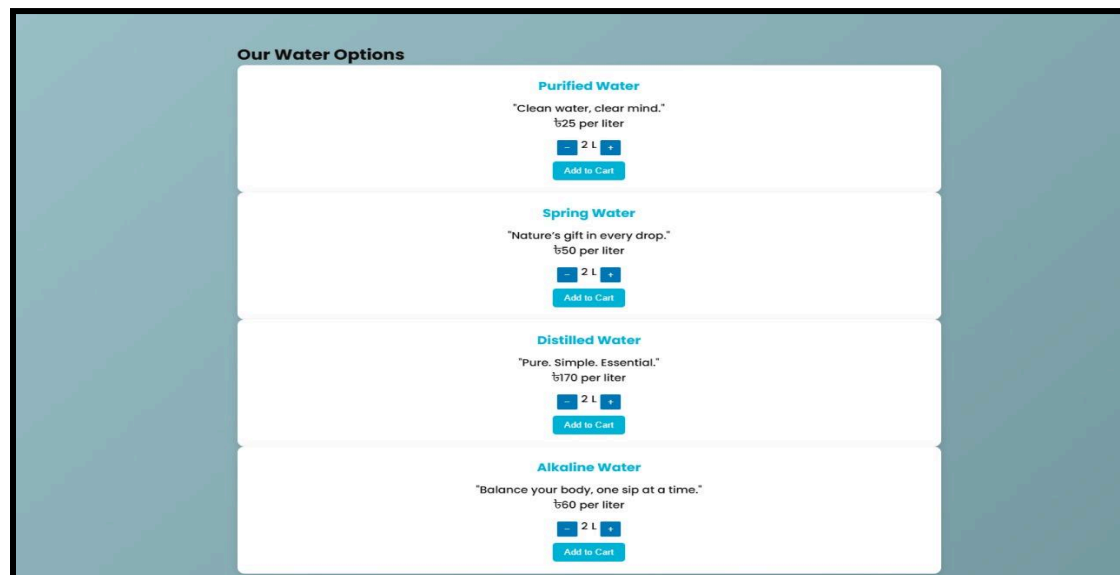 Our Water Options
Purified Water
"Clean water, clear mind."
৳25 per liter
– 2 L +
Add to Cart
Spring Water
"Nature’s gift in every drop."
৳50 per liter
– 2 L +
Add to Cart
Distilled Water
"Pure. Simple. Essential."
৳170 per liter
– 2 L +
Add to Cart
Alkaline Water
"Balance your body, one sip at a time."
৳60 per liter
– 2 L +
Add to Cart